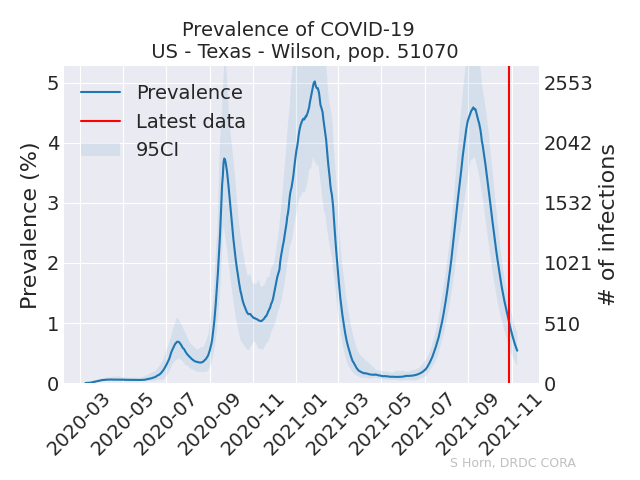 Prevalence of COVID-19
US - Texas - Wilson, pop. 51070
Prevalence
Latest data
95CI
Prevalence (%)
5
4
3
2
1
0
2553
2042
1532
1021
510
0
# of infections
2020-03
2020-05
2020-07
2020-09
2020-11
2021-01
2021-03
2021-05
2021-07
2021-09
2021-11
S Horn, DRDC CORA